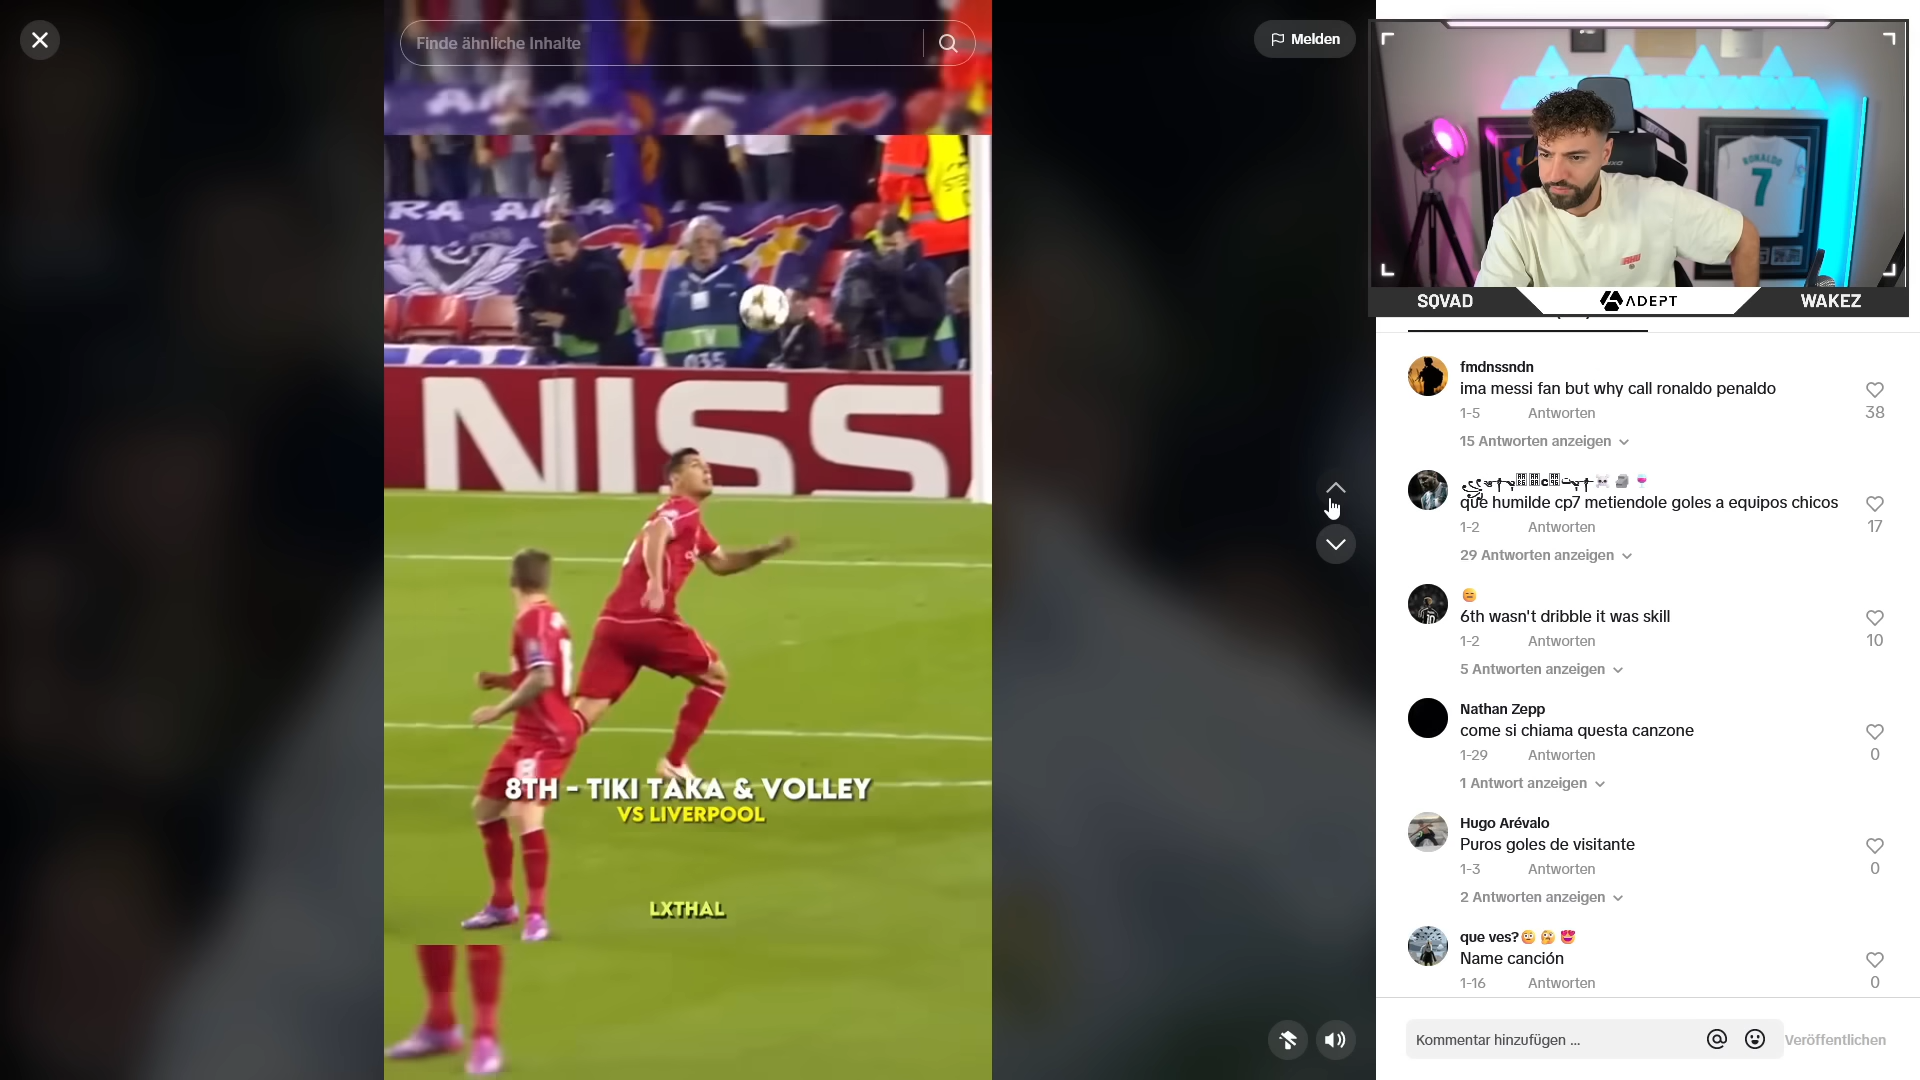 Finde ähnliche Inhalte
Melden
RONALDO
7
SQVAD
ADEPT
WAKEZ
TV
035
NISS
8TH - TIKI TAKA & VOLLEY
VS LIVERPOOL
LXTHAL
fmdnssndn
ima messi fan but why call ronaldo penaldo
1-5 Antworten
38
15 Antworten anzeigen
que humilde cp7 metiendole goles a equipos chicos
1-2 Antworten
17
29 Antworten anzeigen
😑
6th wasn't dribble it was skill
1-2 Antworten
10
5 Antworten anzeigen
Nathan Zepp
come si chiama questa canzone
1-29 Antworten
0
1 Antwort anzeigen
Hugo Arévalo
Puros goles de visitante
1-3 Antworten
0
2 Antworten anzeigen
que ves?😳🤔😍
Name canción
1-16 Antworten
0
Kommentar hinzufügen ...
Veröffentlichen